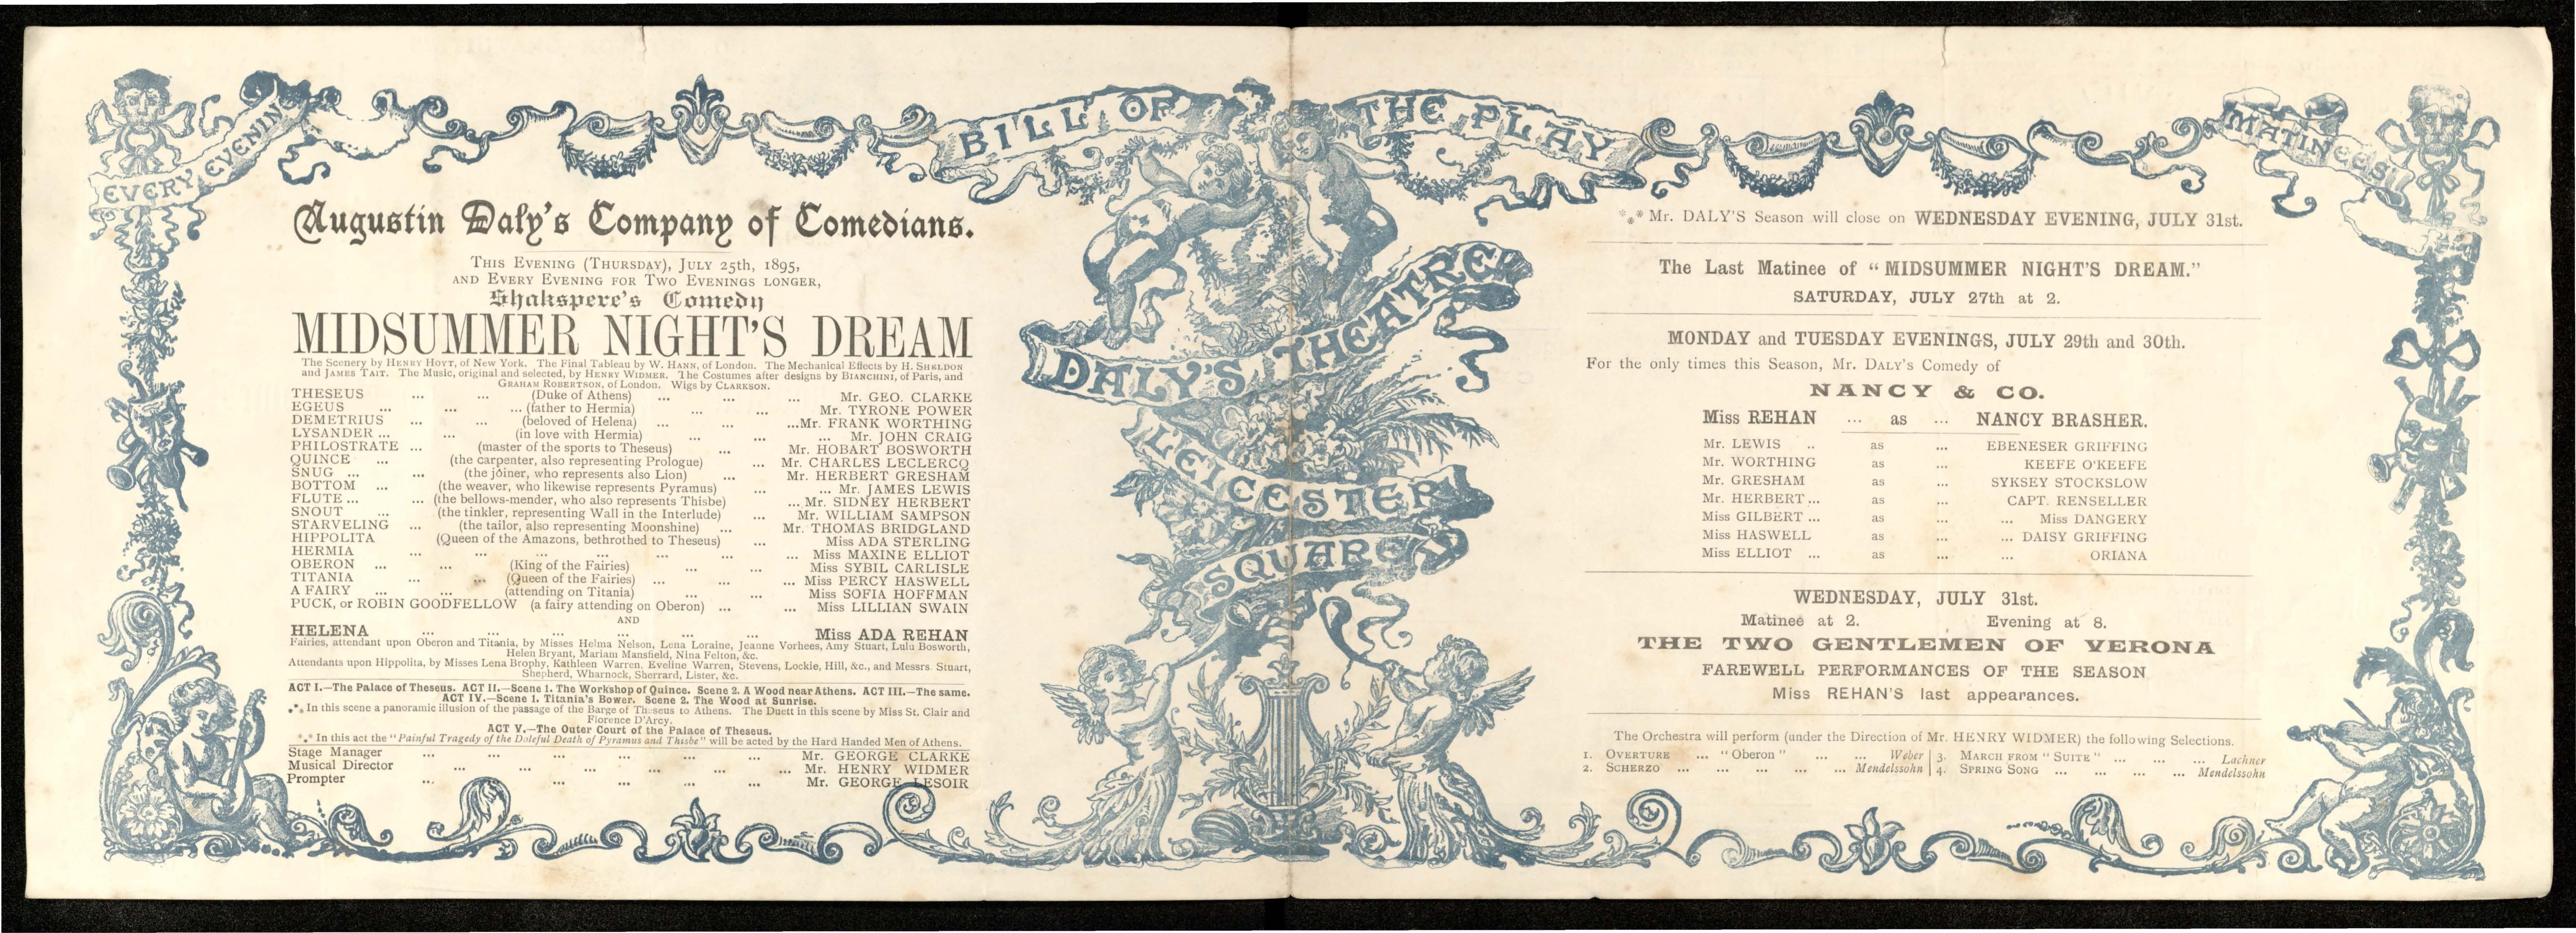 EVERY EVENING
BILL OF THE PLAY
MATINEES
DALY'S THEATRE
LEICESTER
SQUARE
Augustin Daly's Company of Comedians.
THIS EVENING (THURSDAY), JULY 25th, 1895,
AND EVERY EVENING FOR TWO EVENINGS LONGER,
Shakspere's Comedy
MIDSUMMER NIGHT'S DREAM
The Scenery by HENRY HOYT, of New York. The Final Tableau by W. HANN, of London. The Mechanical Effects by H. SHELDON
and JAMES TAIT. The Music, original and selected, by HENRY WIDMER. The Costumes after designs by BIANCHINI, of Paris, and
GRAHAM ROBERTSON, of London. Wigs by CLARKSON.
THESEUS ... ... (Duke of Athens) ... ... ... Mr. GEO. CLARKE
EGEUS ... ... ... (father to Hermia) ... ... Mr. TYRONE POWER
DEMETRIUS ... ... (beloved of Helena) ... ... ...Mr. FRANK WORTHING
LYSANDER ... ... (in love with Hermia) ... ... ... Mr. JOHN CRAIG
PHILOSTRATE ... (master of the sports to Theseus) ... Mr. HOBART BOSWORTH
QUINCE ... (the carpenter, also representing Prologue) ... Mr. CHARLES LECLERCQ
SNUG ... ... (the joiner, who represents also Lion) ... Mr. HERBERT GRESHAM
BOTTOM ... (the weaver, who likewise represents Pyramus) ... ... Mr. JAMES LEWIS
FLUTE ... ... (the bellows-mender, who also represents Thisbe) ... Mr. SIDNEY HERBERT
SNOUT ... (the tinkler, representing Wall in the Interlude) ... Mr. WILLIAM SAMPSON
STARVELING ... (the tailor, also representing Moonshine) ... Mr. THOMAS BRIDGLAND
HIPPOLITA (Queen of the Amazons, bethrothed to Theseus) ... Miss ADA STERLING
HERMIA ... ... ... ... ... ... Miss MAXINE ELLIOT
OBERON ... ... (King of the Fairies) ... ... Miss SYBIL CARLISLE
TITANIA ... ... (Queen of the Fairies) ... ... ... Miss PERCY HASWELL
A FAIRY ... ... (attending on Titania) ... ... Miss SOFIA HOFFMAN
PUCK, or ROBIN GOODFELLOW (a fairy attending on Oberon) ... ... Miss LILLIAN SWAIN
AND
HELENA ... ... ... ... ... ... Miss ADA REHAN
Fairies, attendant upon Oberon and Titania, by Misses Helma Nelson, Lena Loraine, Jeanne Vorhees, Amy Stuart, Lulu Bosworth,
Helen Bryant, Mariam Mansfield, Nina Felton, &c.
Attendants upon Hippolita, by Misses Lena Brophy, Kathleen Warren, Eveline Warren, Stevens, Lockie, Hill, &c., and Messrs. Stuart,
Shepherd, Wharnock, Sherrard, Lister, &c.
ACT I.—The Palace of Theseus. ACT II.—Scene 1. The Workshop of Quince. Scene 2. A Wood near Athens. ACT III.—The same.
ACT IV.—Scene 1. Titania's Bower. Scene 2. The Wood at Sunrise.
*** In this scene a panoramic illusion of the passage of the Barge of Theseus to Athens. The Duett in this scene by Miss St. Clair and
Florence D'Arcy.
ACT V.—The Outer Court of the Palace of Theseus.
*** In this act the "Painful Tragedy of the Doleful Death of Pyramus and Thisbe" will be acted by the Hard Handed Men of Athens.
Stage Manager ... ... ... ... ... ... Mr. GEORGE CLARKE
Musical Director ... ... ... ... ... ... Mr. HENRY WIDMER
Prompter ... ... ... ... ... ... Mr. GEORGE LESOIR
*** Mr. DALY'S Season will close on WEDNESDAY EVENING, JULY 31st.
The Last Matinee of "MIDSUMMER NIGHT'S DREAM."
SATURDAY, JULY 27th at 2.
MONDAY and TUESDAY EVENINGS, JULY 29th and 30th.
For the only times this Season, Mr. DALY'S Comedy of
NANCY & CO.
Miss REHAN ... as ... NANCY BRASHER.
Mr. LEWIS .. as ... EBENESER GRIFFING
Mr. WORTHING as ... KEEFE O'KEEFE
Mr. GRESHAM as ... SYKSEY STOCKSLOW
Mr. HERBERT ... as ... CAPT. RENSELLER
Miss GILBERT ... as ... ... Miss DANGERY
Miss HASWELL as ... ... DAISY GRIFFING
Miss ELLIOT ... as ... ... ORIANA
WEDNESDAY, JULY 31st.
Matinee at 2. Evening at 8.
THE TWO GENTLEMEN OF VERONA
FAREWELL PERFORMANCES OF THE SEASON
Miss REHAN'S last appearances.
The Orchestra will perform (under the Direction of Mr. HENRY WIDMER) the following Selections.
1. OVERTURE ... "Oberon" ... ... Weber
2. SCHERZO ... ... ... ... ... Mendelssohn
3. MARCH FROM "SUITE" ... ... ... Lachner
4. SPRING SONG ... ... ... ... Mendelssohn